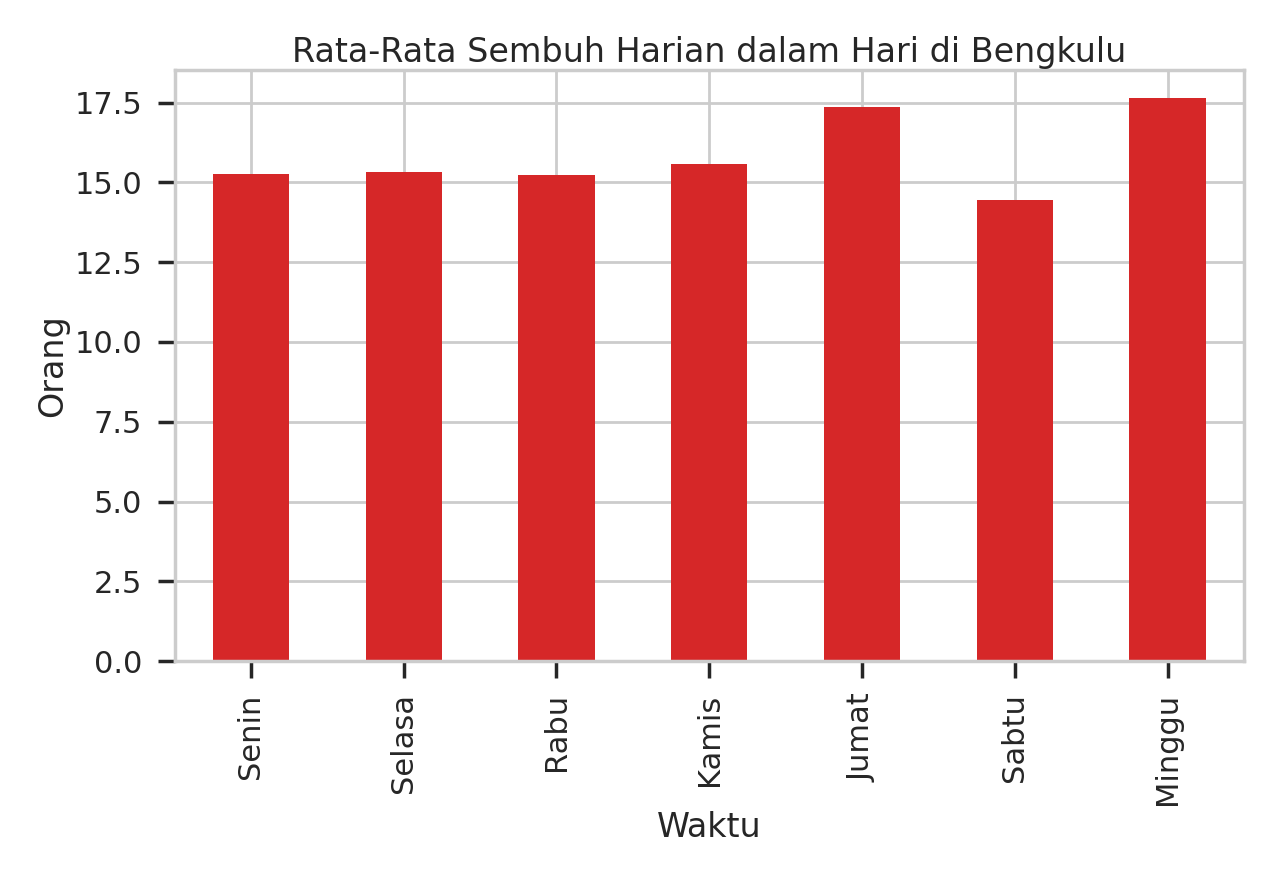 Rata-Rata Sembuh Harian dalam Hari di Bengkulu
17.5
15.0
12.5
10.0
7.5
5.0
2.5
0.0
Orang
Senin
Selasa
Rabu
Kamis
Jumat
Sabtu
Minggu
Waktu